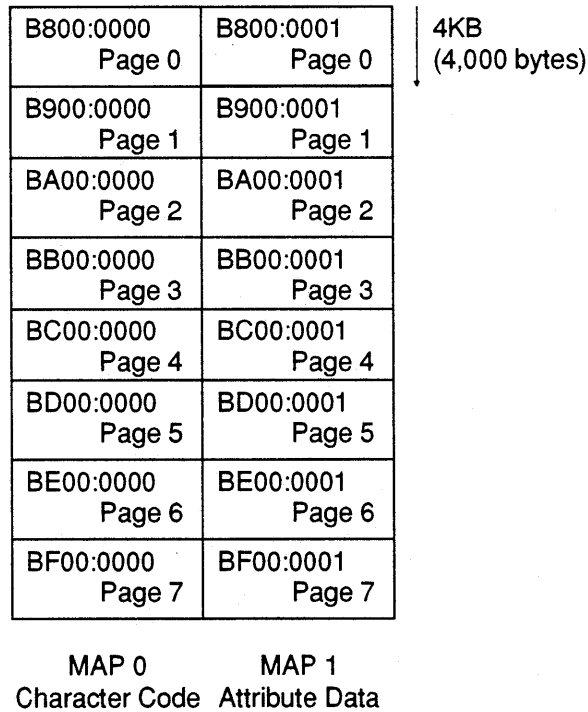 B800:0000 B800:0001 4KB
Page 0 Page 0 (4,000 bytes)
B900:0000 B900:0001
Page 1 Page 1
BA00:0000 BA00:0001
Page 2 Page 2
BB00:0000 BB00:0001
Page 3 Page 3
BC00:0000 BC00:0001
Page 4 Page 4
BD00:0000 BD00:0001
Page 5 Page 5
BE00:0000 BE00:0001
Page 6 Page 6
BF00:0000 BF00:0001
Page 7 Page 7
MAP 0 MAP 1
Character Code Attribute Data